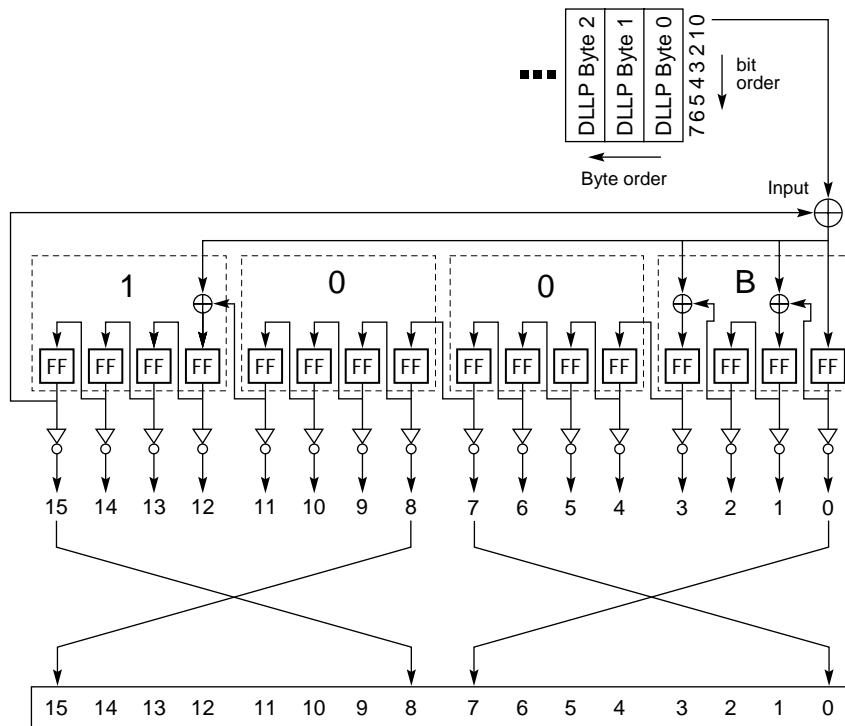 DLLP Byte 2
DLLP Byte 1
DLLP Byte 0
7 6 5 4 3 2 1 0
bit
order
Byte order
Input
1 0 0 B
FF FF FF FF FF FF FF FF FF FF FF FF FF FF FF FF
15 14 13 12 11 10 9 8 7 6 5 4 3 2 1 0
15 14 13 12 11 10 9 8 7 6 5 4 3 2 1 0